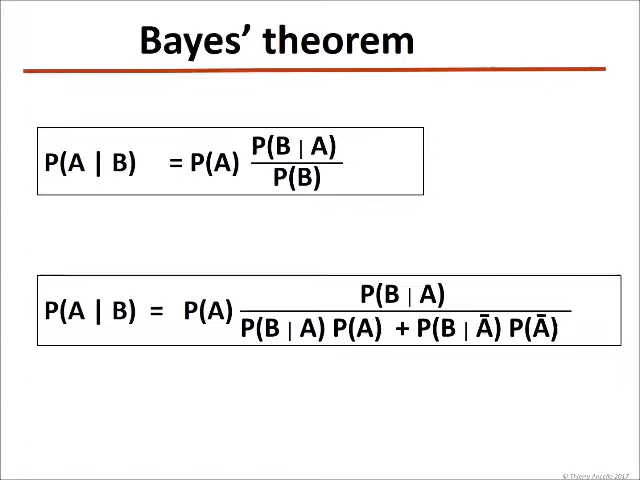 Bayes’ theorem
P(A | B) = P(A) P(B | A) / P(B)
P(A | B) = P(A) P(B | A) / P(B | A) P(A) + P(B | Ā) P(Ā)
© Thierry Ancelle 2017